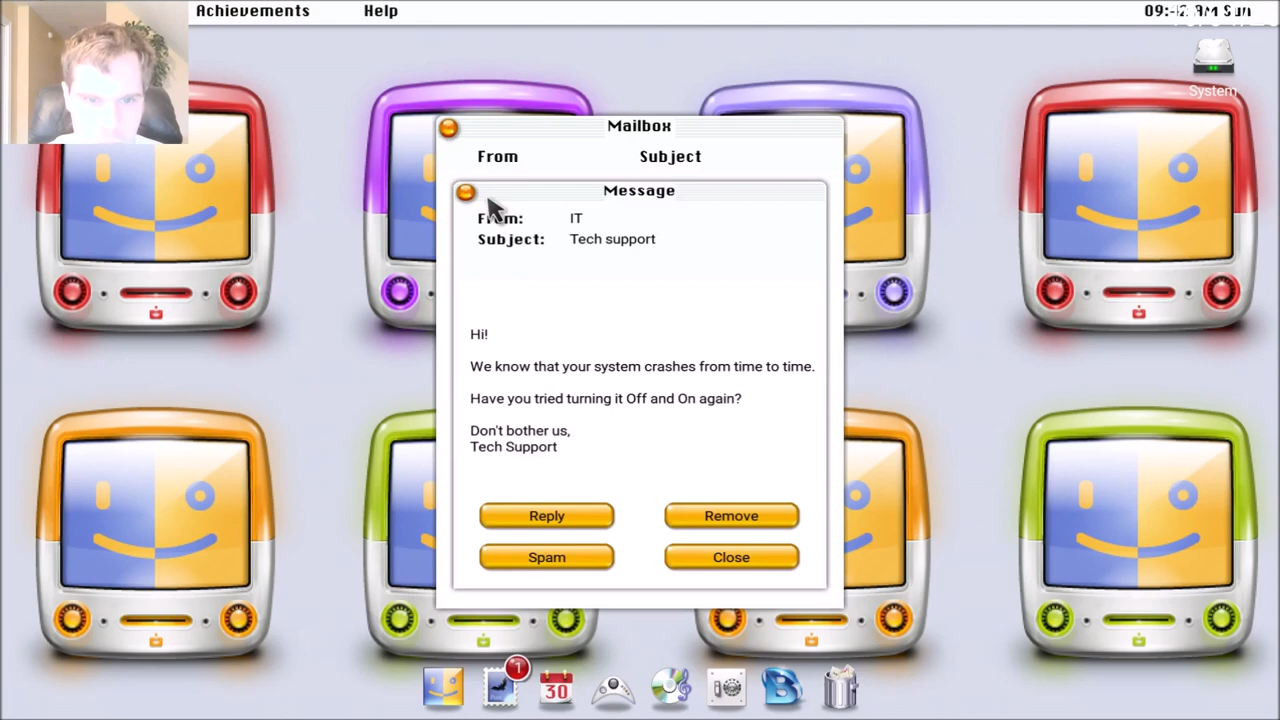 Achievements Help
AM Sun
System
Mailbox
From Subject
Message
From: IT
Subject: Tech support
Hi!
We know that your system crashes from time to time.
Have you tried turning it Off and On again?
Don't bother us,
Tech Support
Reply Remove
Spam Close
1
30